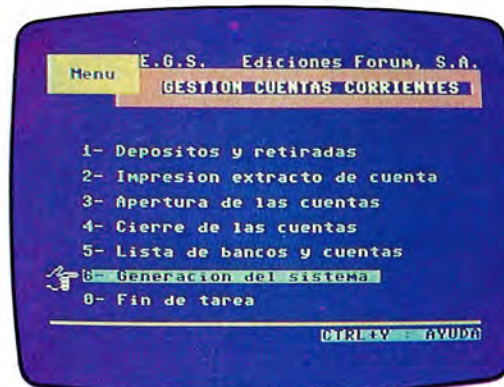 E.G.S. Ediciones Forum, S.A.
Menu
GESTION CUENTAS CORRIENTES
1- Depositos y retiradas
2- Impresion extracto de cuenta
3- Apertura de las cuentas
4- Cierre de las cuentas
5- Lista de bancos y cuentas
6- Generacion del sistema
0- Fin de tarea
CTRL+Y : AYUDA